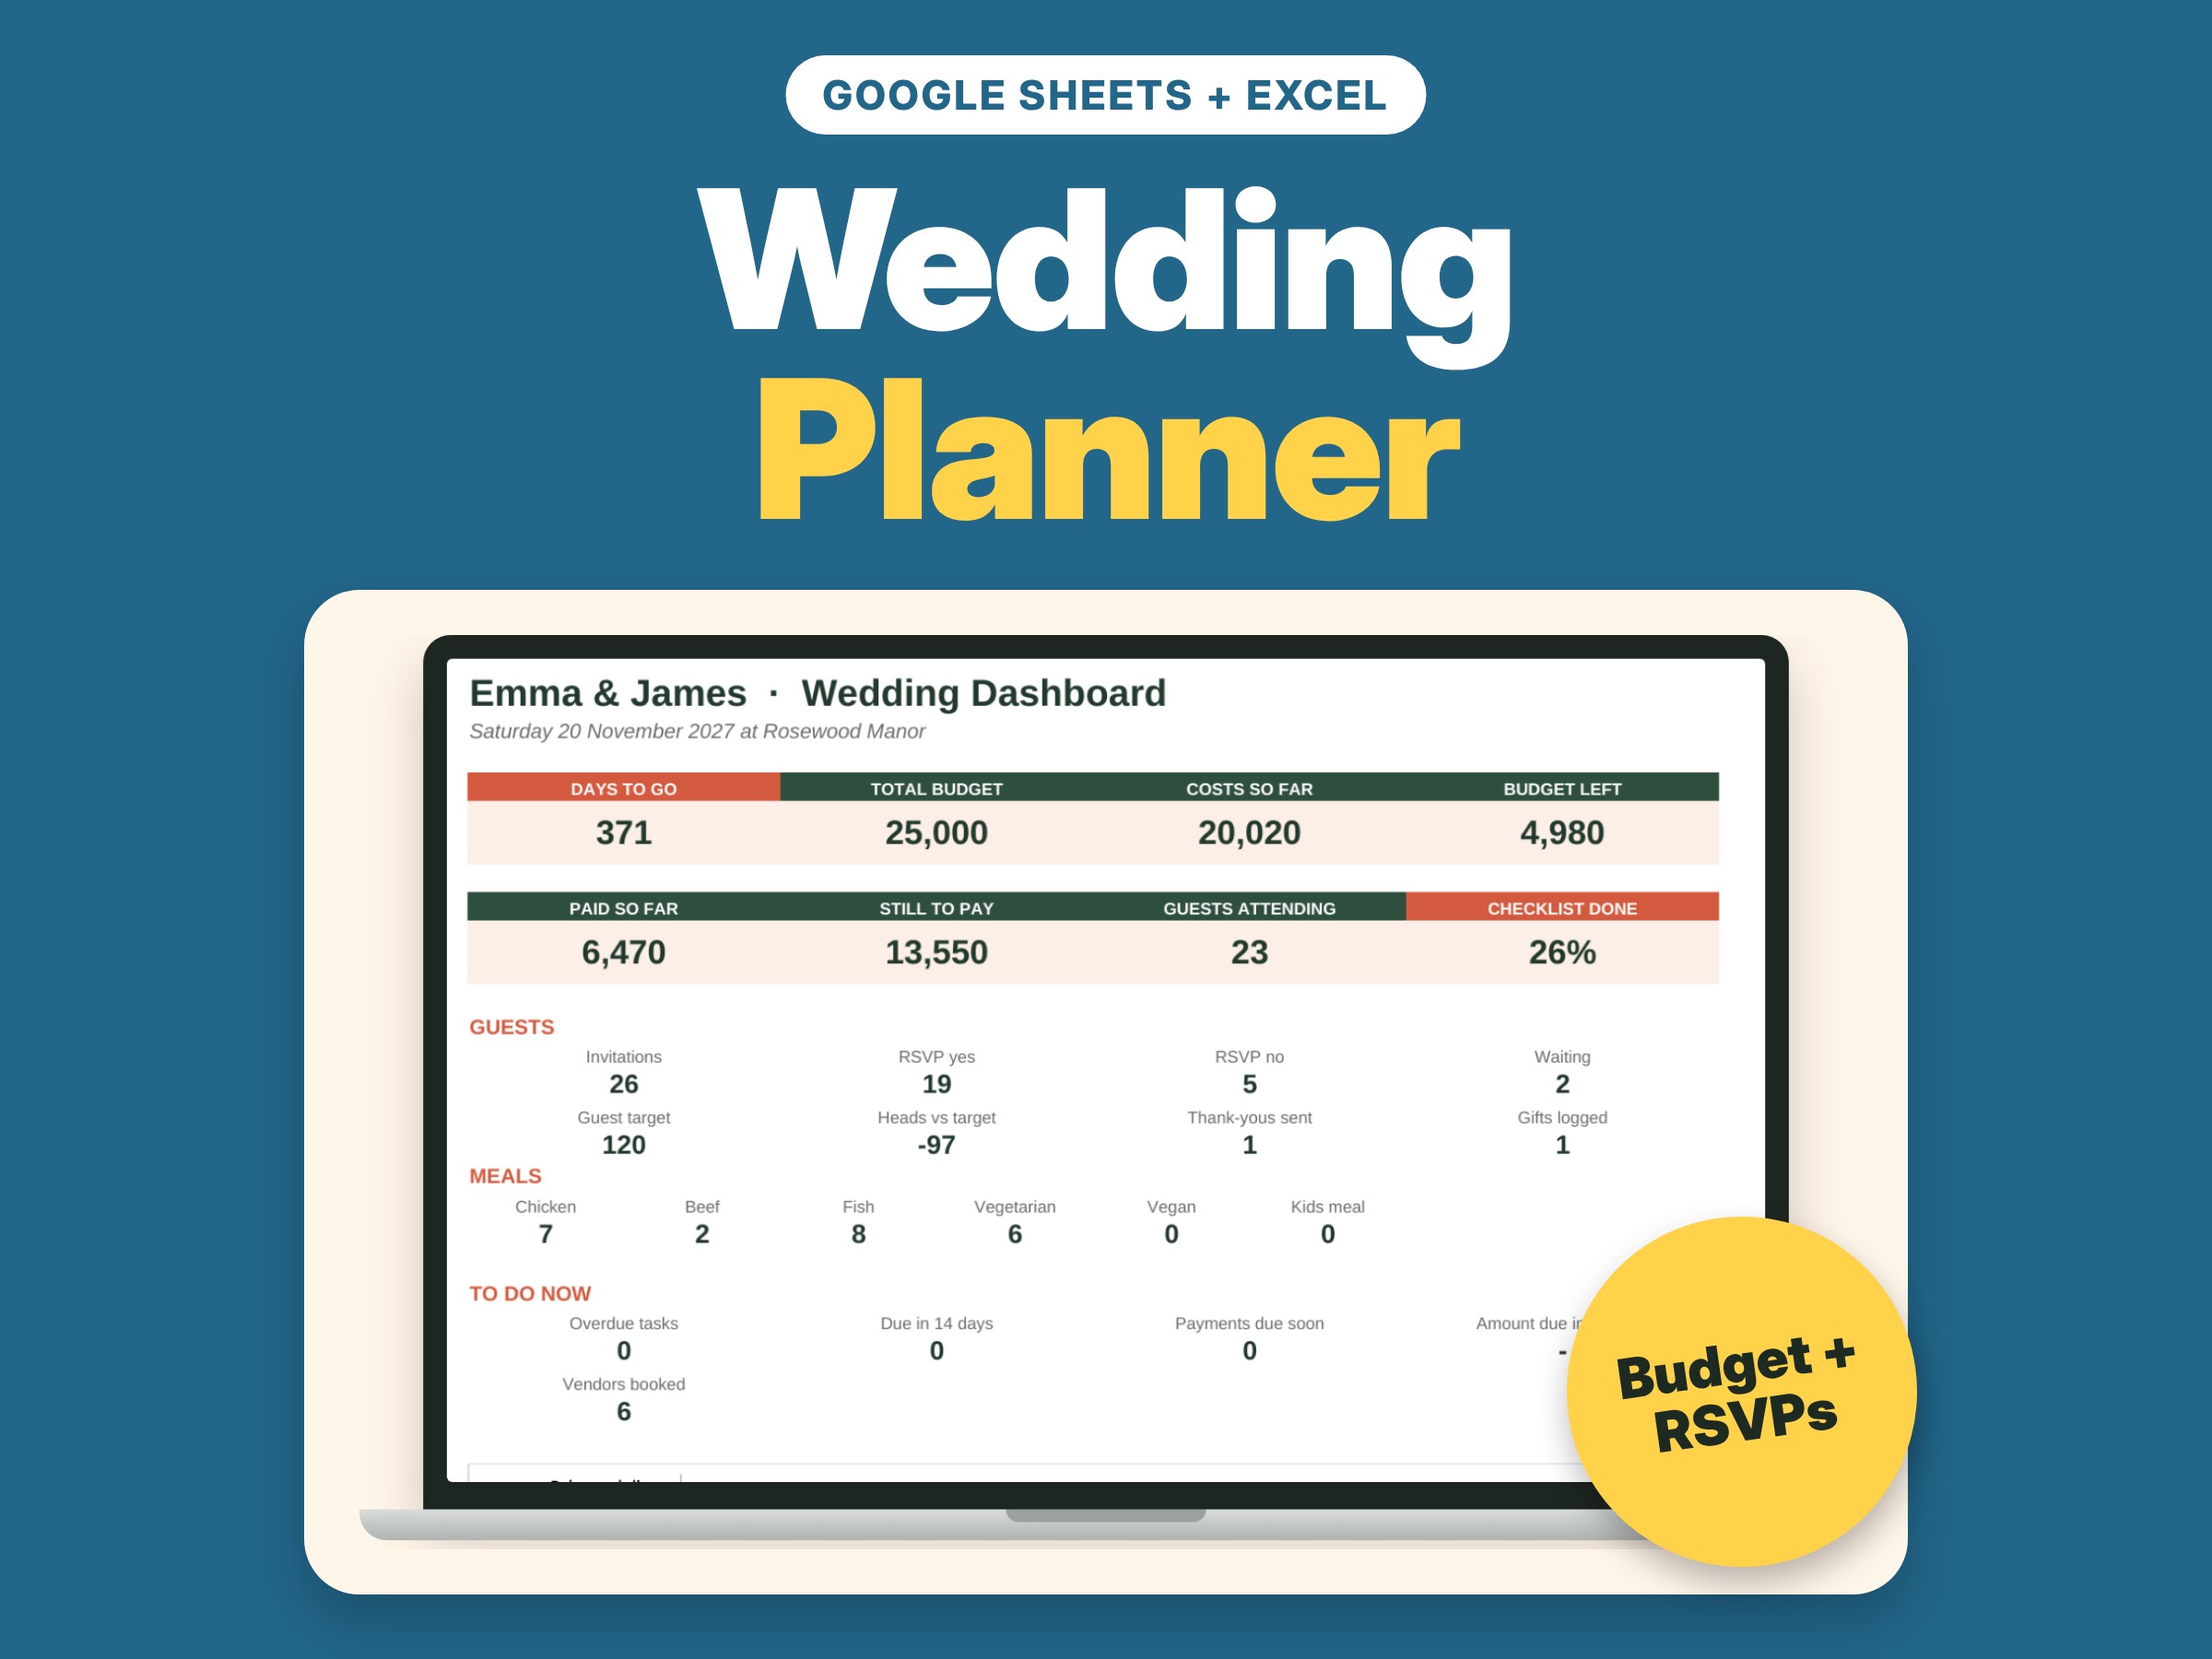 GOOGLE SHEETS + EXCEL
Wedding
Planner
Emma & James · Wedding Dashboard
Saturday 20 November 2027 at Rosewood Manor
DAYS TO GO TOTAL BUDGET COSTS SO FAR BUDGET LEFT
371 25,000 20,020 4,980
PAID SO FAR STILL TO PAY GUESTS ATTENDING CHECKLIST DONE
6,470 13,550 23 26%
GUESTS
Invitations RSVP yes RSVP no Waiting
26 19 5 2
Guest target Heads vs target Thank-yous sent Gifts logged
120 -97 1 1
MEALS
Chicken Beef Fish Vegetarian Vegan Kids meal
7 2 8 6 0 0
TO DO NOW
Overdue tasks Due in 14 days Payments due soon Amount due
0 0 0 -
Vendors booked
6
Budget +
RSVPs